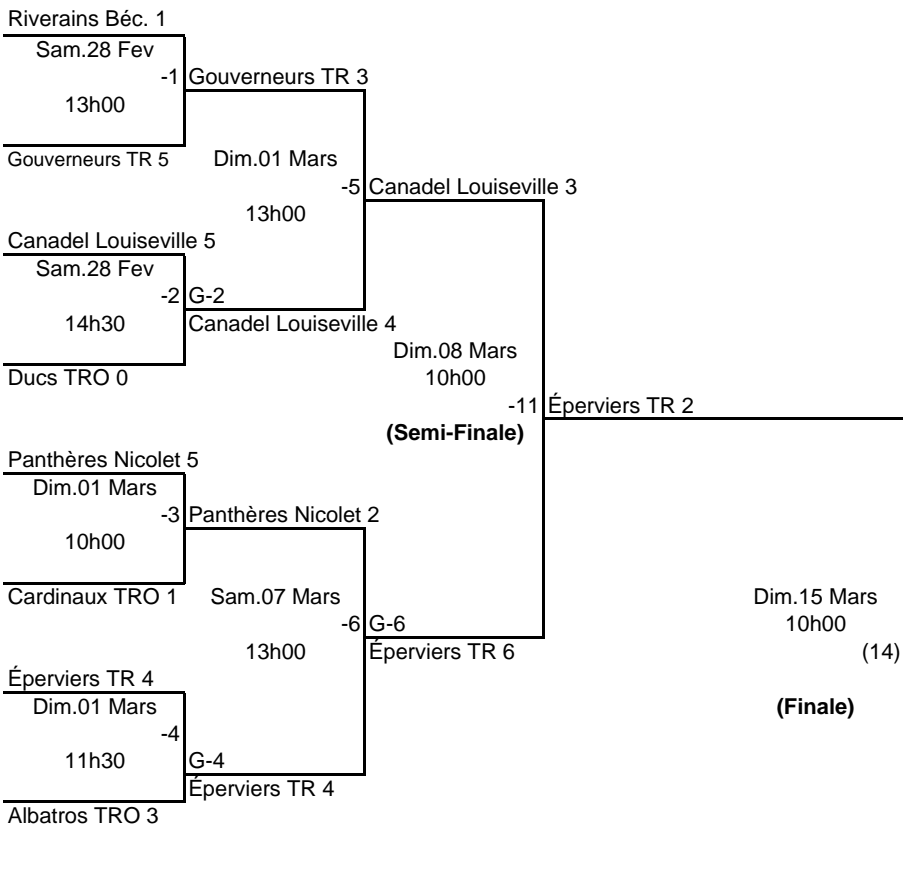 Riverains Béc. 1
Sam.28 Fev
-1 Gouverneurs TR 3
13h00
Gouverneurs TR 5 Dim.01 Mars
-5 Canadel Louiseville 3
13h00
Canadel Louiseville 5
Sam.28 Fev
-2 G-2
14h30 Canadel Louiseville 4
Dim.08 Mars
Ducs TRO 0 10h00
-11 Éperviers TR 2
(Semi-Finale)
Panthères Nicolet 5
Dim.01 Mars
-3 Panthères Nicolet 2
10h00
Cardinaux TRO 1 Sam.07 Mars Dim.15 Mars
-6 G-6 10h00
13h00 Éperviers TR 6 (14)
Éperviers TR 4
Dim.01 Mars (Finale)
-4
11h30 G-4
Éperviers TR 4
Albatros TRO 3